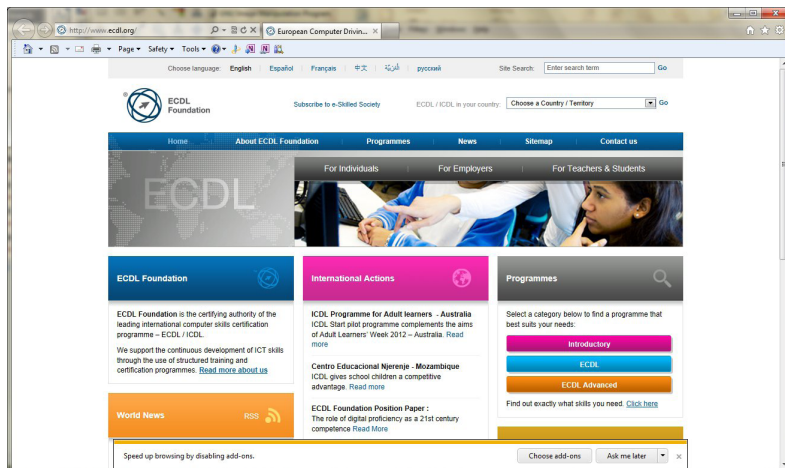 http://www.ecdl.org/
European Computer Drivin...
Page Safety Tools
Choose language: English Español Français 中文 русский Site Search: Enter search term Go
ECDL
Foundation
Subscribe to e-Skilled Society ECDL / ICDL in your country: Choose a Country / Territory Go
Home About ECDL Foundation Programmes News Sitemap Contact us
For Individuals For Employers For Teachers & Students
ECDL
ECDL Foundation
ECDL Foundation is the certifying authority of the
leading international computer skills certification
programme – ECDL / ICDL.
We support the continuous development of ICT skills
through the use of structured training and
certification programmes. Read more about us
World News RSS
International Actions
ICDL Programme for Adult learners - Australia
ICDL Start pilot programme complements the aims
of Adult Learners' Week 2012 – Australia. Read
more
Centro Educacional Njerenje - Mozambique
ICDL gives school children a competitive
advantage. Read more
ECDL Foundation Position Paper :
The role of digital proficiency as a 21st century
competence Read More
Programmes
Select a category below to find a programme that
best suits your needs:
Introductory
ECDL
ECDL Advanced
Find out exactly what skills you need. Click here
Speed up browsing by disabling add-ons. Choose add-ons Ask me later